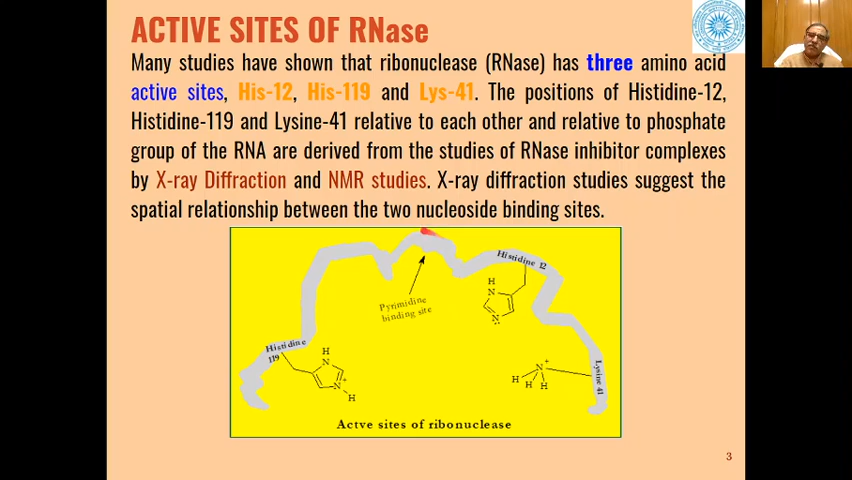 ACTIVE SITES OF RNase
Many studies have shown that ribonuclease (RNase) has three amino acid
active sites, His-12, His-119 and Lys-41. The positions of Histidine-12,
Histidine-119 and Lysine-41 relative to each other and relative to phosphate
group of the RNA are derived from the studies of RNase inhibitor complexes
by X-ray Diffraction and NMR studies. X-ray diffraction studies suggest the
spatial relationship between the two nucleoside binding sites.
Histidine 12
H
N
N:
Pyrimidine
binding site
Histidine
119
H
N
N+
H
N+
H
H
H
Lysine 41
Actve sites of ribonuclease
3